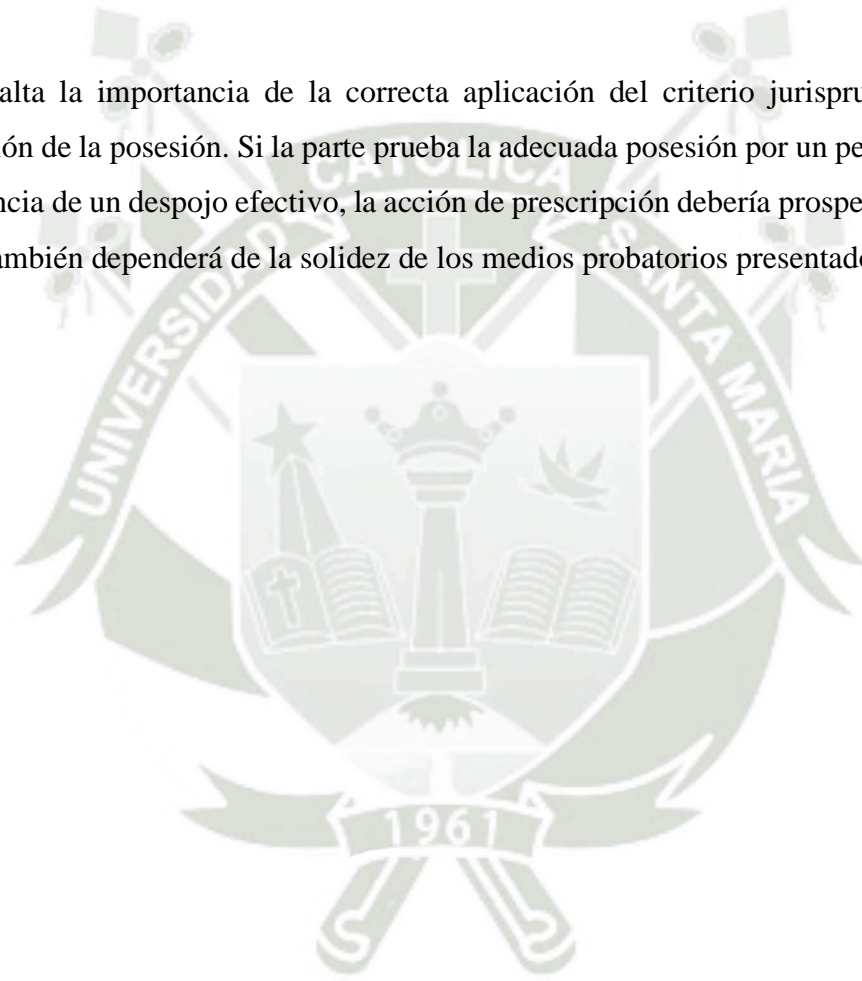 alta la importancia de la correcta aplicación del criterio jurispru
ión de la posesión. Si la parte prueba la adecuada posesión por un pe
ncia de un despojo efectivo, la acción de prescripción debería prospe
ambién dependerá de la solidez de los medios probatorios presentado
UNIVERSIDAD CATOLICA SANTA MARIA
1961